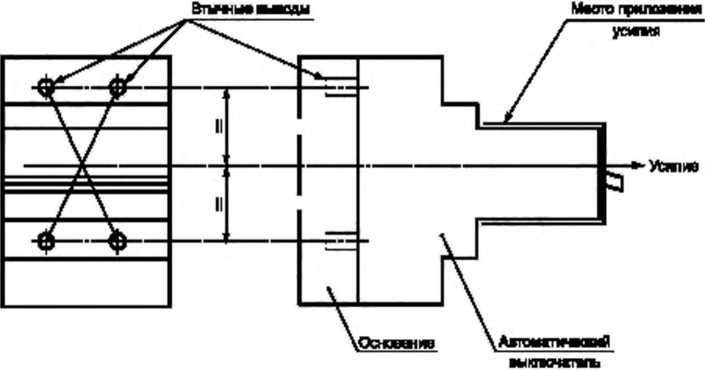 Втычные выводы
Место приложения
усилия
Усилие
Основание
Автоматический
выключатель